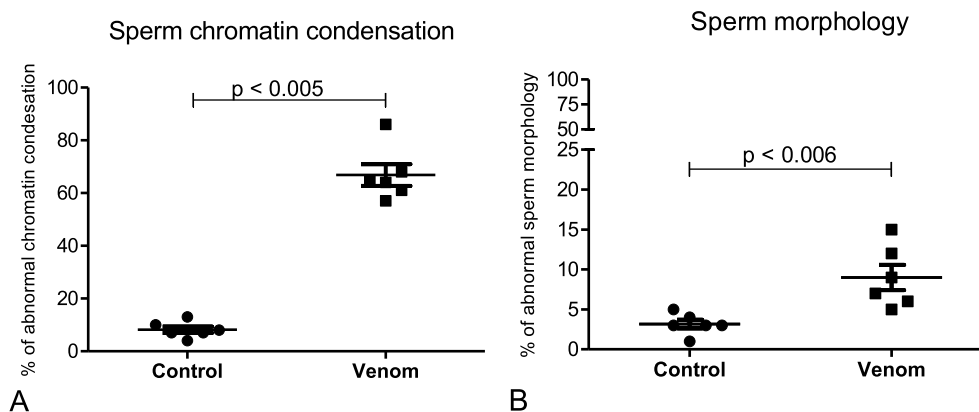 Sperm chromatin condensation
% of abnormal chromatin condesation
100
80
60
40
20
0
p < 0.005
Control Venom
A
Sperm morphology
% of abnormal sperm morphology
100
75
50
25
20
15
10
5
0
p < 0.006
Control Venom
B